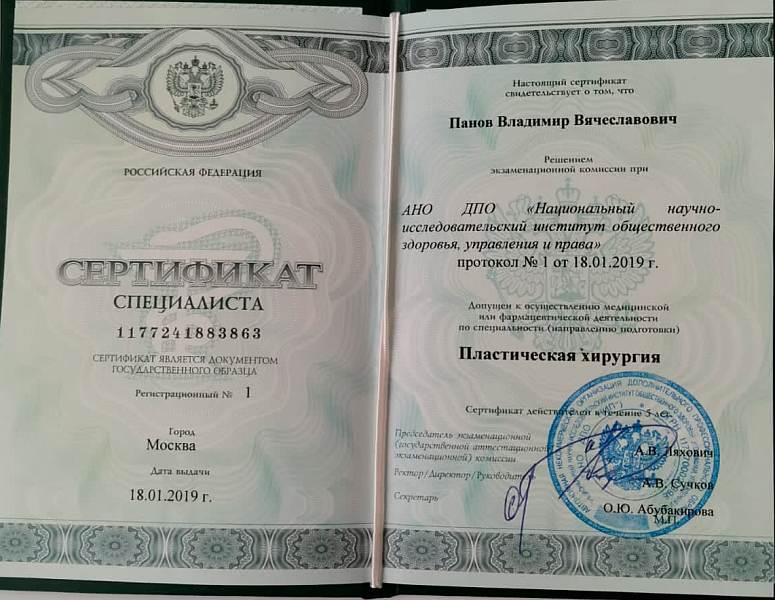 РОССИЙСКАЯ ФЕДЕРАЦИЯ
СЕРТИФИКАТ
СПЕЦИАЛИСТА
1177241883863
СЕРТИФИКАТ ЯВЛЯЕТСЯ ДОКУМЕНТОМ
ГОСУДАРСТВЕННОГО ОБРАЗЦА
Регистрационный № 1
Город
Москва
Дата выдачи
18.01.2019 г.
Настоящий сертификат
свидетельствует о том, что
Панов Владимир Вячеславович
Решением
экзаменационной комиссии при
АНО ДПО «Национальный научно-
исследовательский институт общественного
здоровья, управления и права»
протокол № 1 от 18.01.2019 г.
Допущен к осуществлению медицинской
или фармацевтической деятельности
по специальности (направлению подготовки)
Пластическая хирургия
Сертификат действителен в течение 5 лет.
Председатель экзаменационной
(государственной аттестационной,
экзаменационной) комиссии
А.В. Ляхович
Ректор/Директор/Руководитель
А.В. Сучков
Секретарь
О.Ю. Абубакирова
М.П.